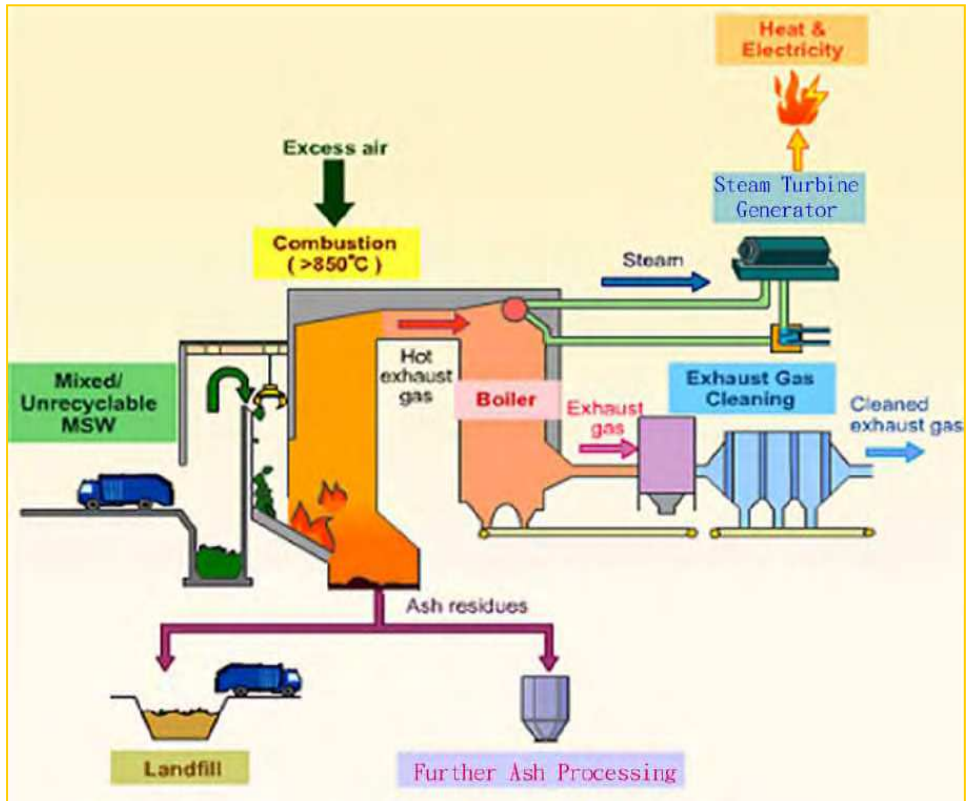 Heat &
Electricity
Excess air
Steam Turbine
Generator
Combustion
( >850°C )
Steam
Hot
exhaust
gas
Mixed/
Unrecyclable
MSW
Boiler
Exhaust
gas
Exhaust Gas
Cleaning
Cleaned
exhaust gas
Ash residues
Landfill
Further Ash Processing